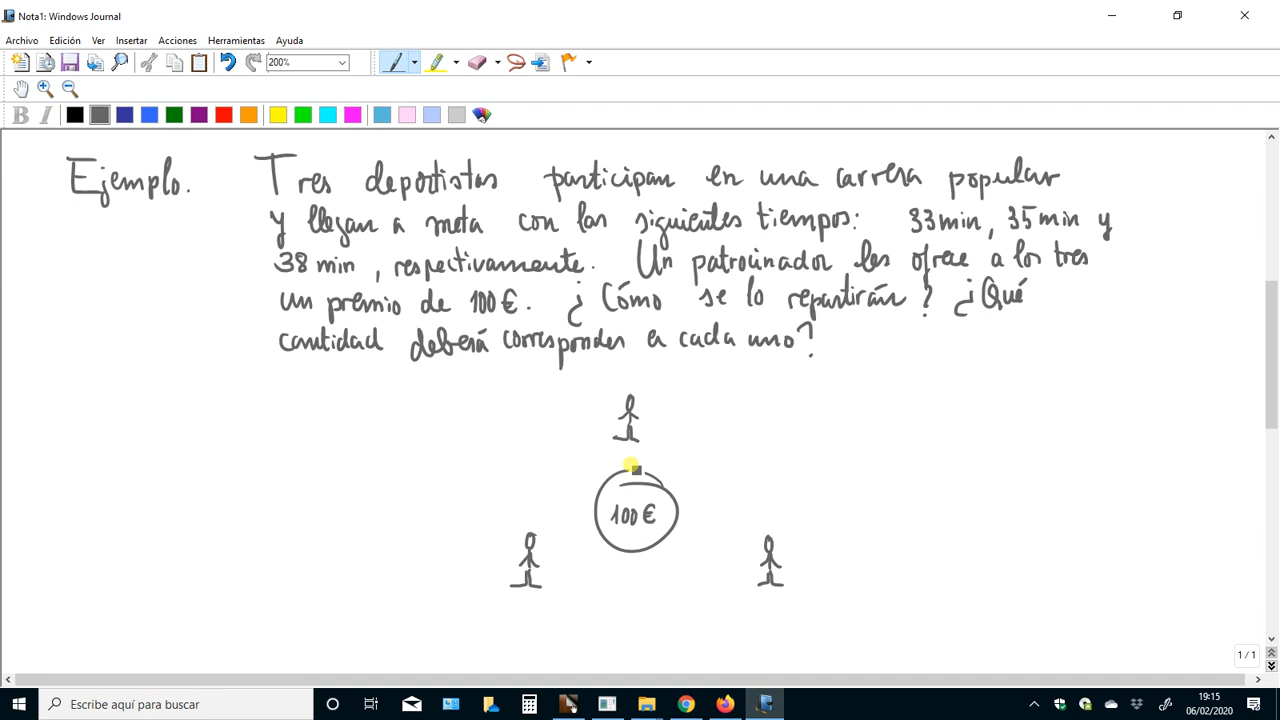 Nota1: Windows Journal
Archivo Edición Ver Insertar Acciones Herramientas Ayuda
200%
B I
Ejemplo. Tres deportistas participan en una carrera popular
y llegan a meta con los siguientes tiempos: 33 min, 35 min y
38 min, respectivamente. Un patrocinador les ofrece a los tres
un premio de 100 €. ¿Cómo se lo repartirán? ¿Qué
cantidad deberá corresponder a cada uno?
100 €
1 / 1
Escribe aquí para buscar
19:15
06/02/2020